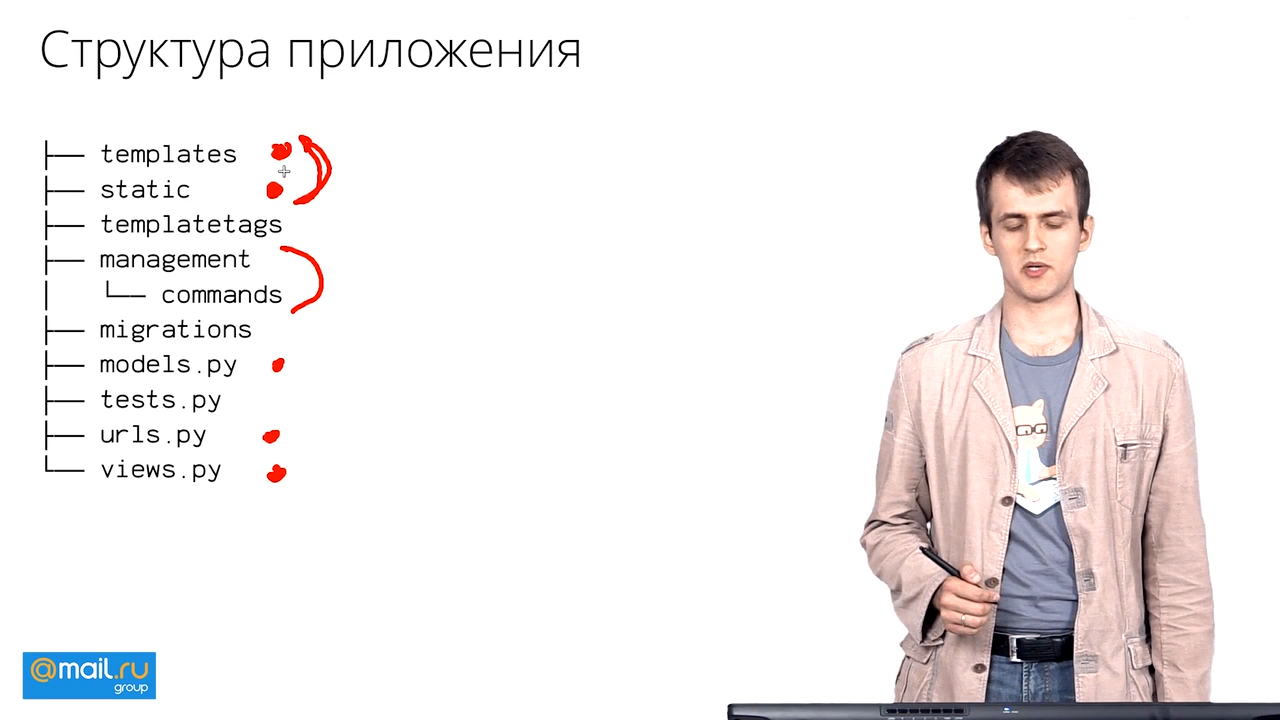 Структура приложения
├── templates
├── static
├── templatetags
├── management
│   └── commands
├── migrations
├── models.py
├── tests.py
├── urls.py
└── views.py
@mail.ru
group